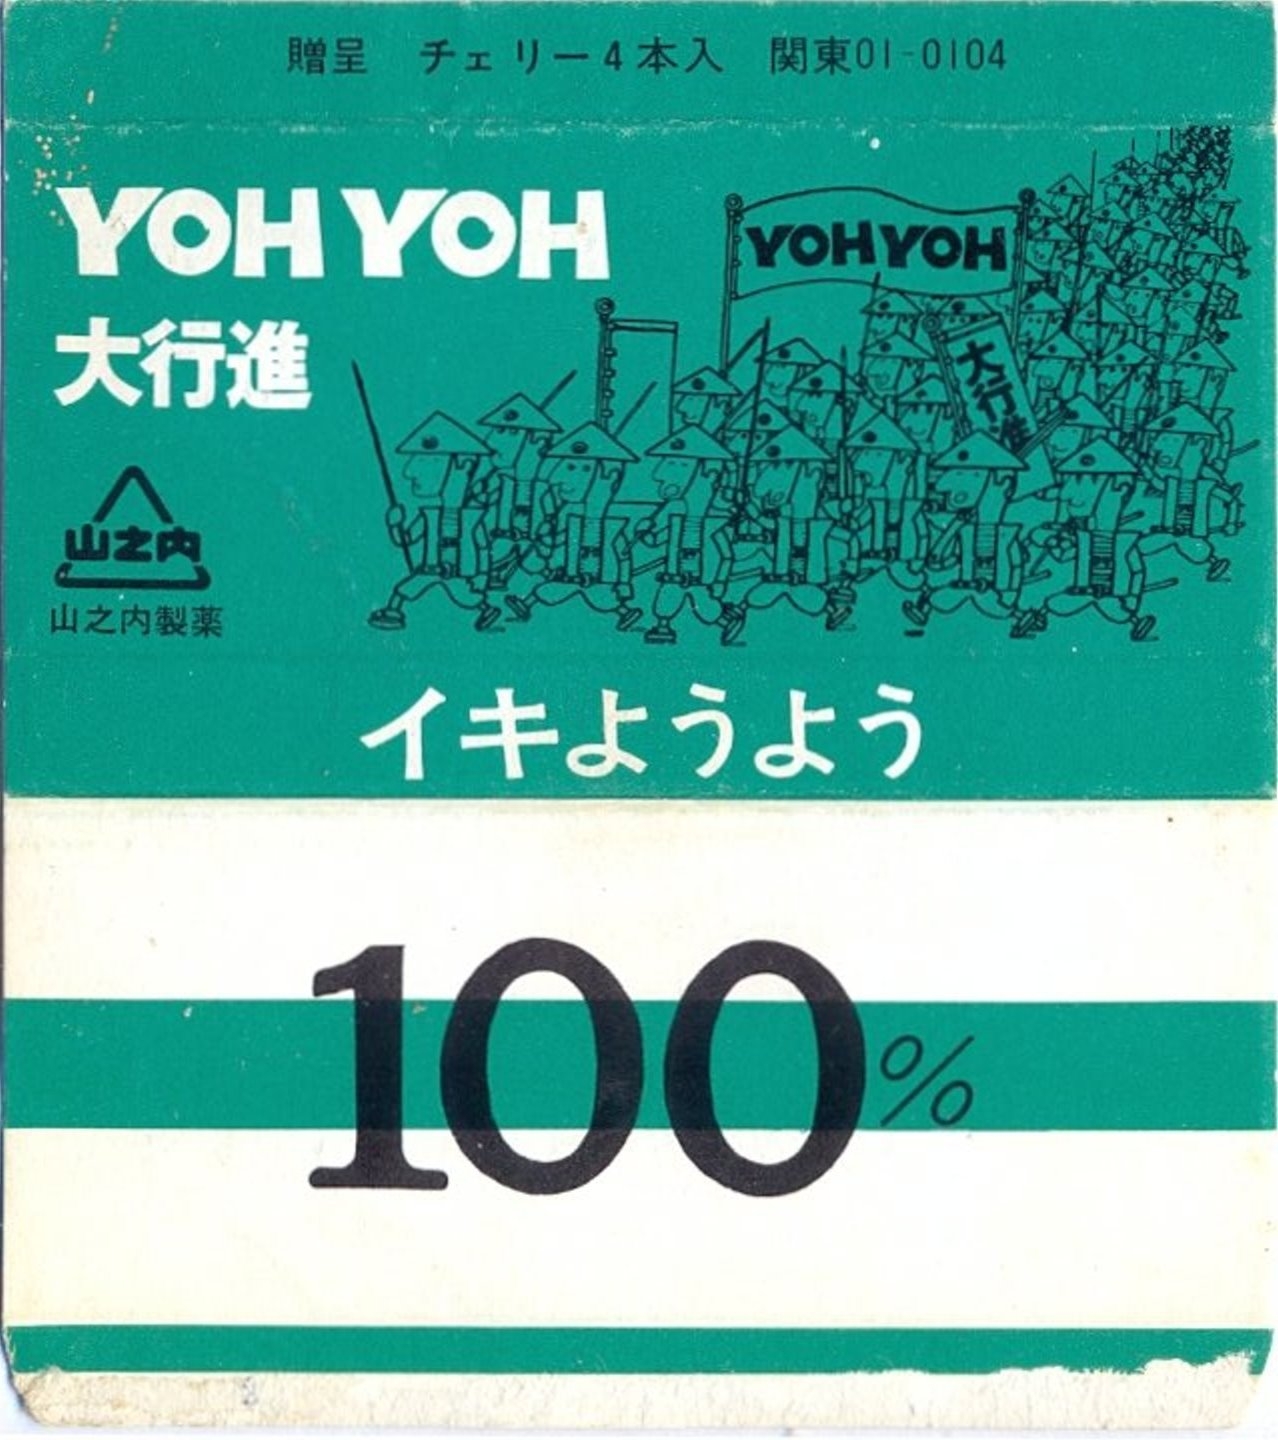 贈呈 チェリー4本入 関東01-0104
YOH YOH
YOHYOH
大行進
大行進
山之内
山之内製薬
イキようよう
100%